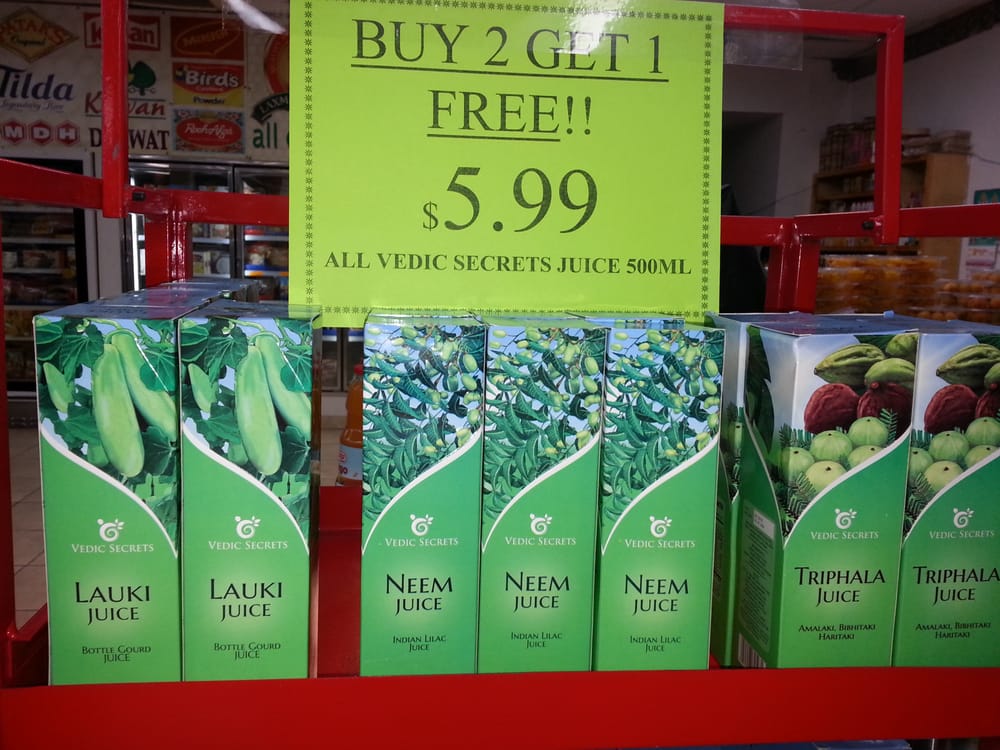 BUY 2 GET 1
FREE!!
$5.99
ALL VEDIC SECRETS JUICE 500ML
Tilda
MDH
Bird's
Powder
VEDIC SECRETS
LAUKI
JUICE
BOTTLE GOURD
JUICE
VEDIC SECRETS
LAUKI
JUICE
BOTTLE GOURD
JUICE
VEDIC SECRETS
NEEM
JUICE
INDIAN LILAC
JUICE
VEDIC SECRETS
NEEM
JUICE
INDIAN LILAC
JUICE
VEDIC SECRETS
NEEM
JUICE
INDIAN LILAC
JUICE
VEDIC SECRETS
TRIPHALA
JUICE
AMALAKI, BIBHITAKI
HARITAKI
VEDIC SECRETS
TRIPHALA
JUICE
AMALAKI, BIBHITAKI
HARITAKI